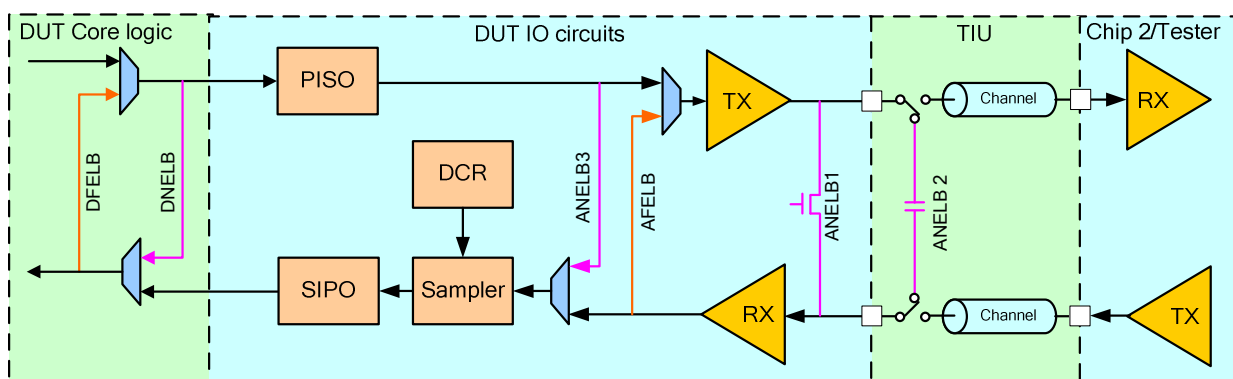 DUT Core logic
DUT IO circuits
TIU
Chip 2/Tester
PISO
TX
Channel
RX
DCR
DFELB
DNELB
ANELB3
AFELB
ANELB1
ANELB 2
SIPO
Sampler
RX
Channel
TX